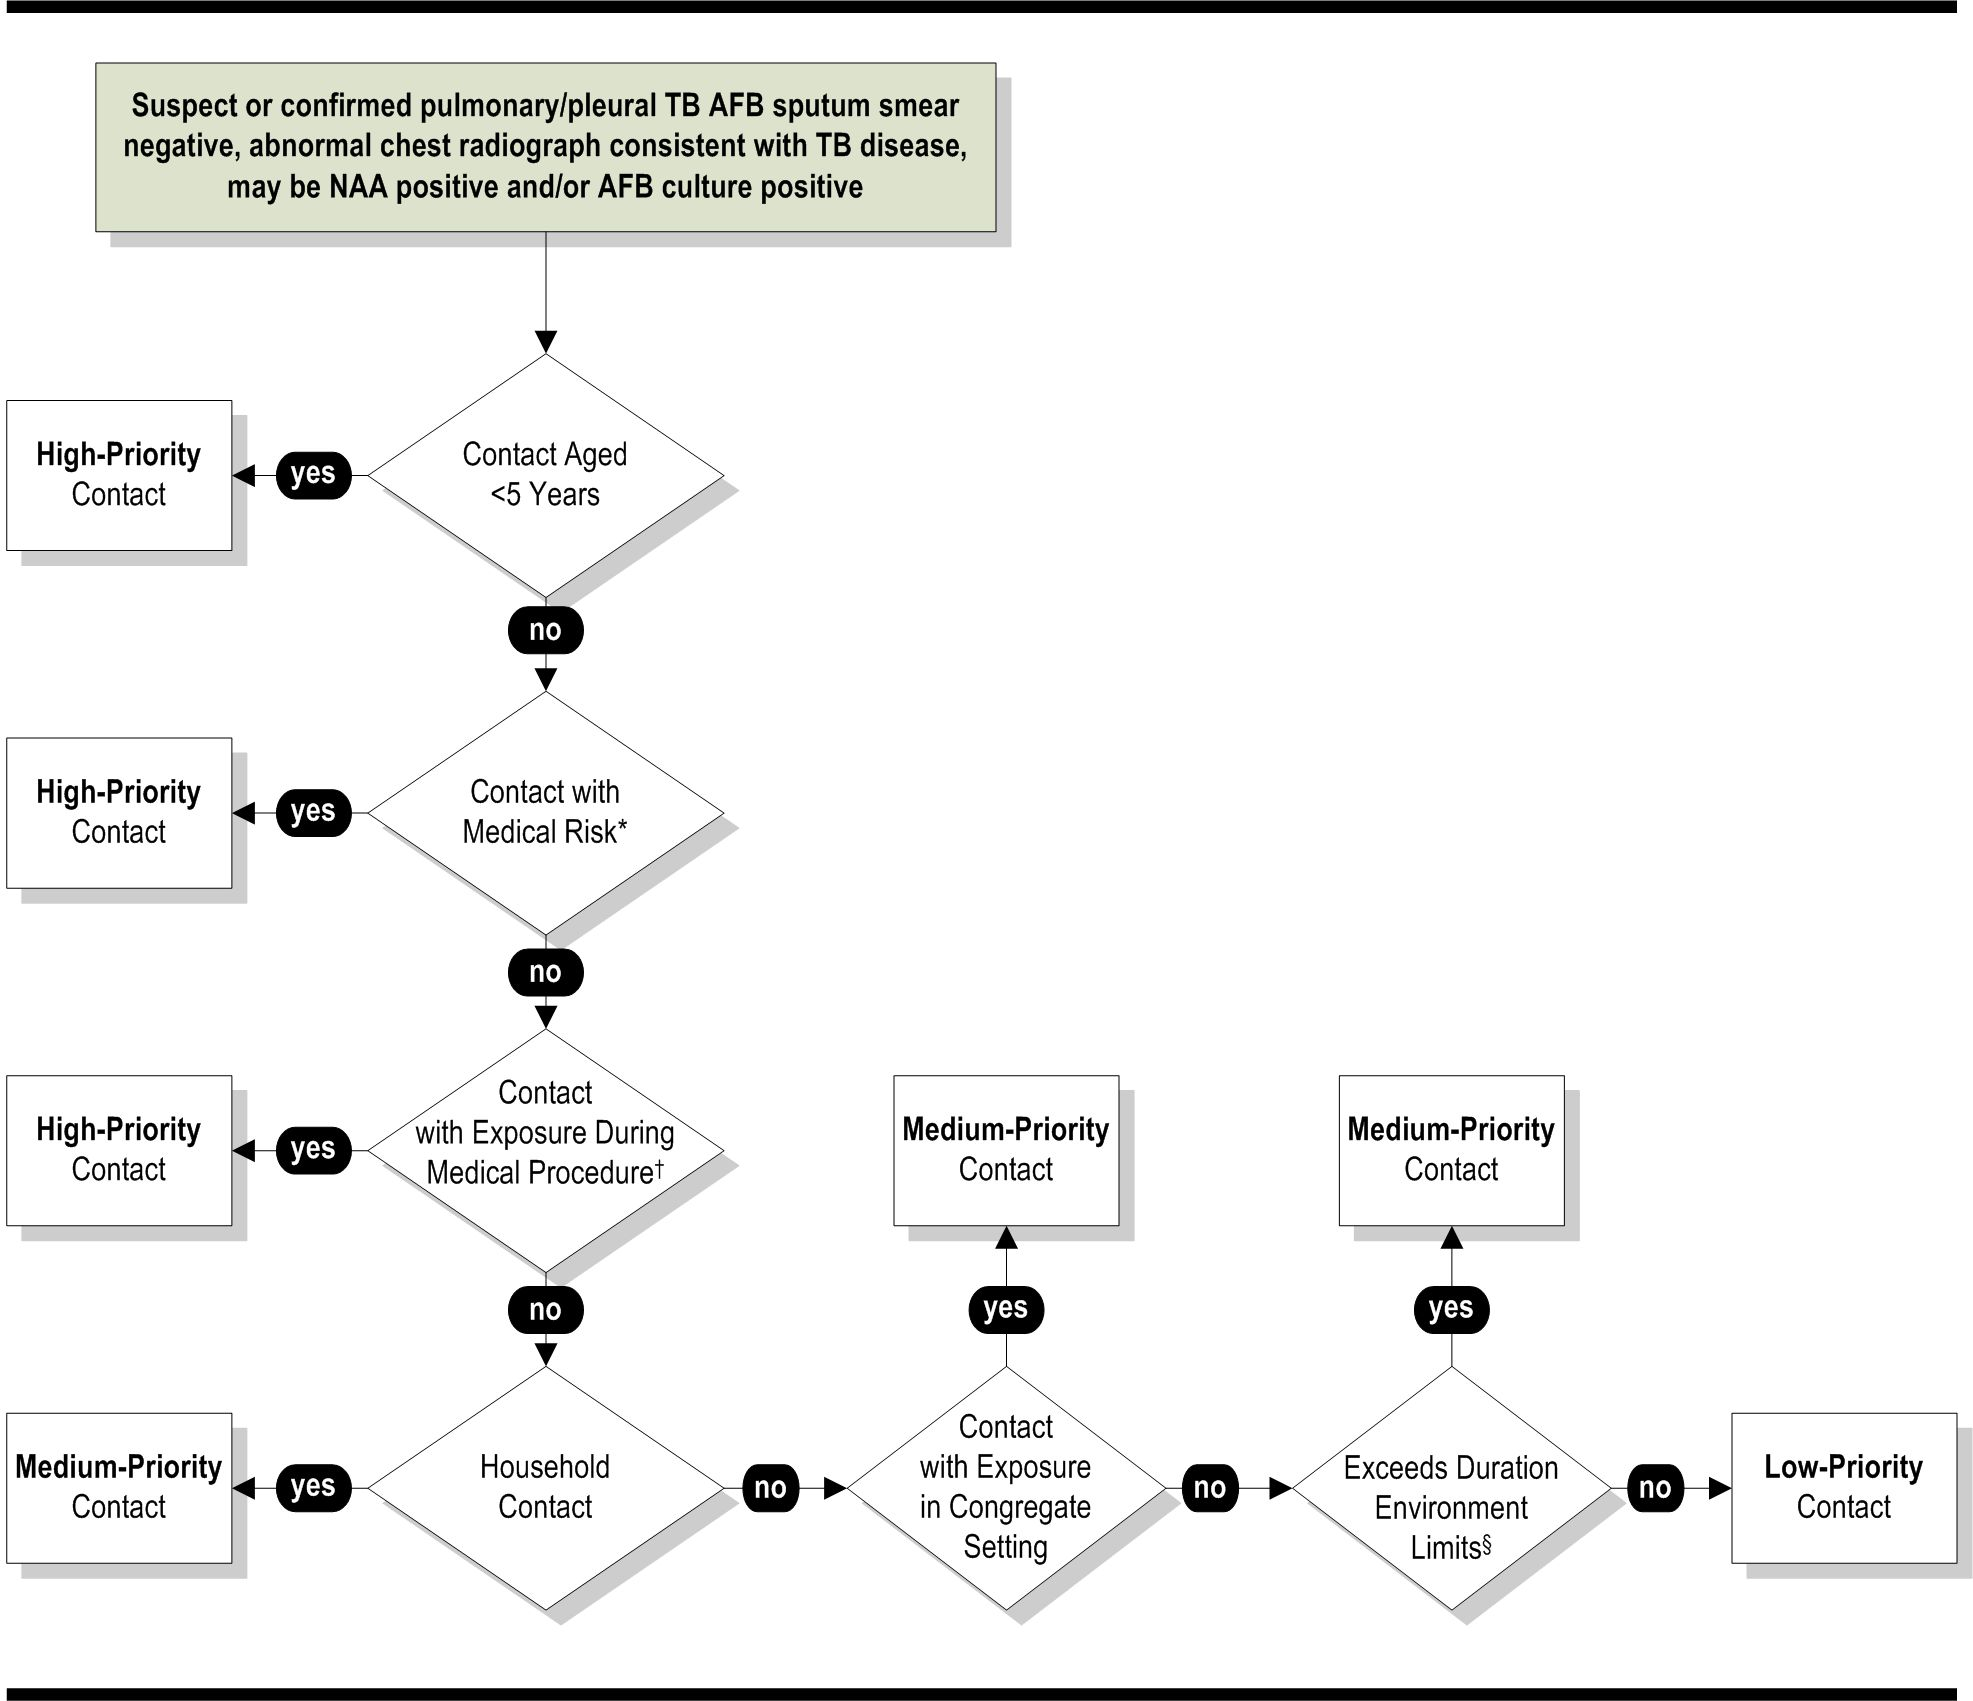 Suspect or confirmed pulmonary/pleural TB AFB sputum smear
negative, abnormal chest radiograph consistent with TB disease,
may be NAA positive and/or AFB culture positive
Contact Aged
<5 Years
yes
High-Priority
Contact
no
Contact with
Medical Risk*
yes
High-Priority
Contact
no
Contact
with Exposure During
Medical Procedure†
yes
High-Priority
Contact
no
Household
Contact
yes
Medium-Priority
Contact
no
Contact
with Exposure
in Congregate
Setting
yes
Medium-Priority
Contact
no
Exceeds Duration
Environment
Limits§
yes
Medium-Priority
Contact
no
Low-Priority
Contact